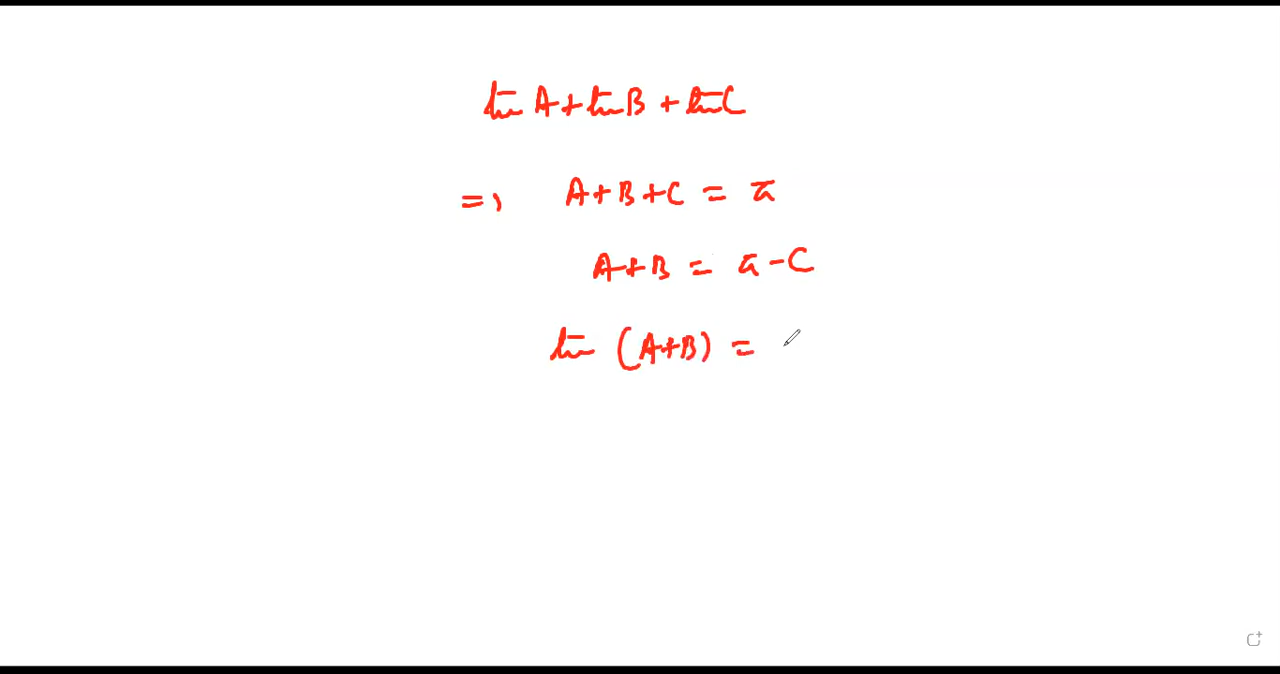 tan A + tan B + tan C
=> A + B + C = π
A + B = π - C
tan (A + B) =